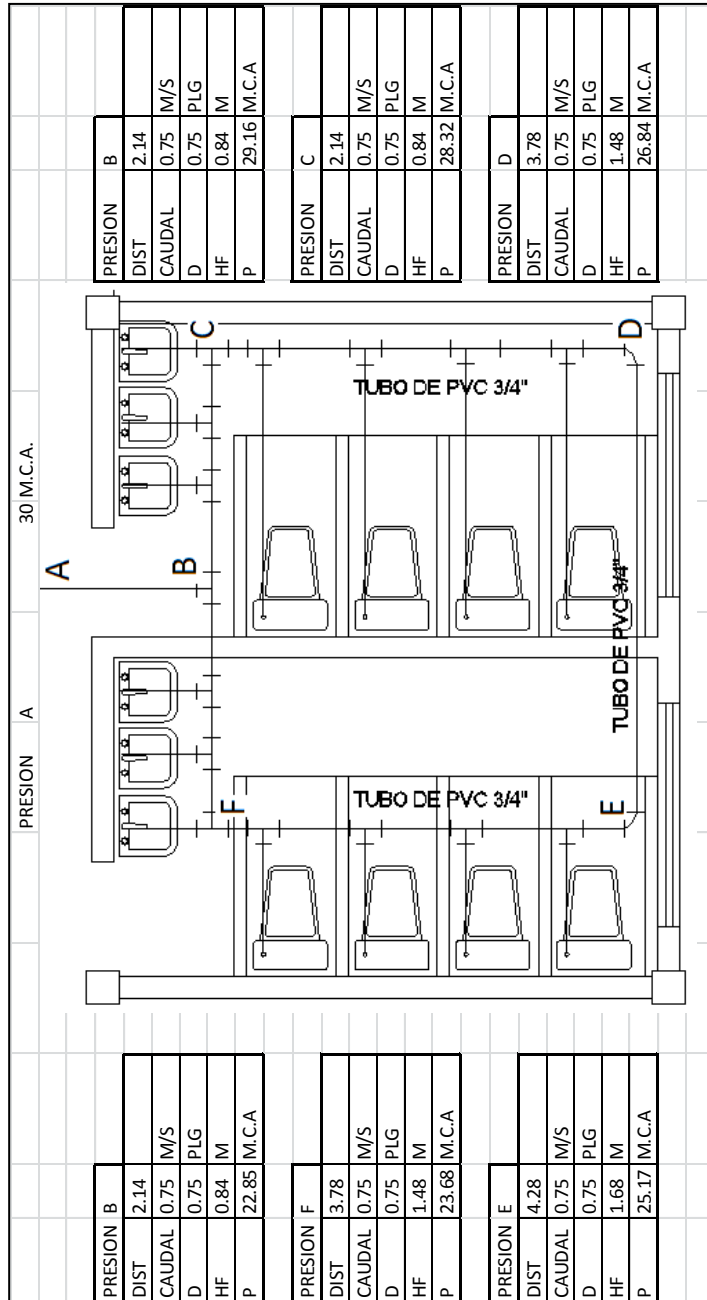 PRESION A 30 M.C.A.
PRESION B
DIST 2.14
CAUDAL 0.75 M/S
D 0.75 PLG
HF 0.84 M
P 22.85 M.C.A
PRESION F
DIST 3.78
CAUDAL 0.75 M/S
D 0.75 PLG
HF 1.48 M
P 23.68 M.C.A
PRESION E
DIST 4.28
CAUDAL 0.75 M/S
D 0.75 PLG
HF 1.68 M
P 25.17 M.C.A
A
B
C
F
TUBO DE PVC 3/4"
TUBO DE PVC 3/4"
TUBO DE PVC 3/4"
E
D
PRESION B
DIST 2.14
CAUDAL 0.75 M/S
D 0.75 PLG
HF 0.84 M
P 29.16 M.C.A
PRESION C
DIST 2.14
CAUDAL 0.75 M/S
D 0.75 PLG
HF 0.84 M
P 28.32 M.C.A
PRESION D
DIST 3.78
CAUDAL 0.75 M/S
D 0.75 PLG
HF 1.48 M
P 26.84 M.C.A